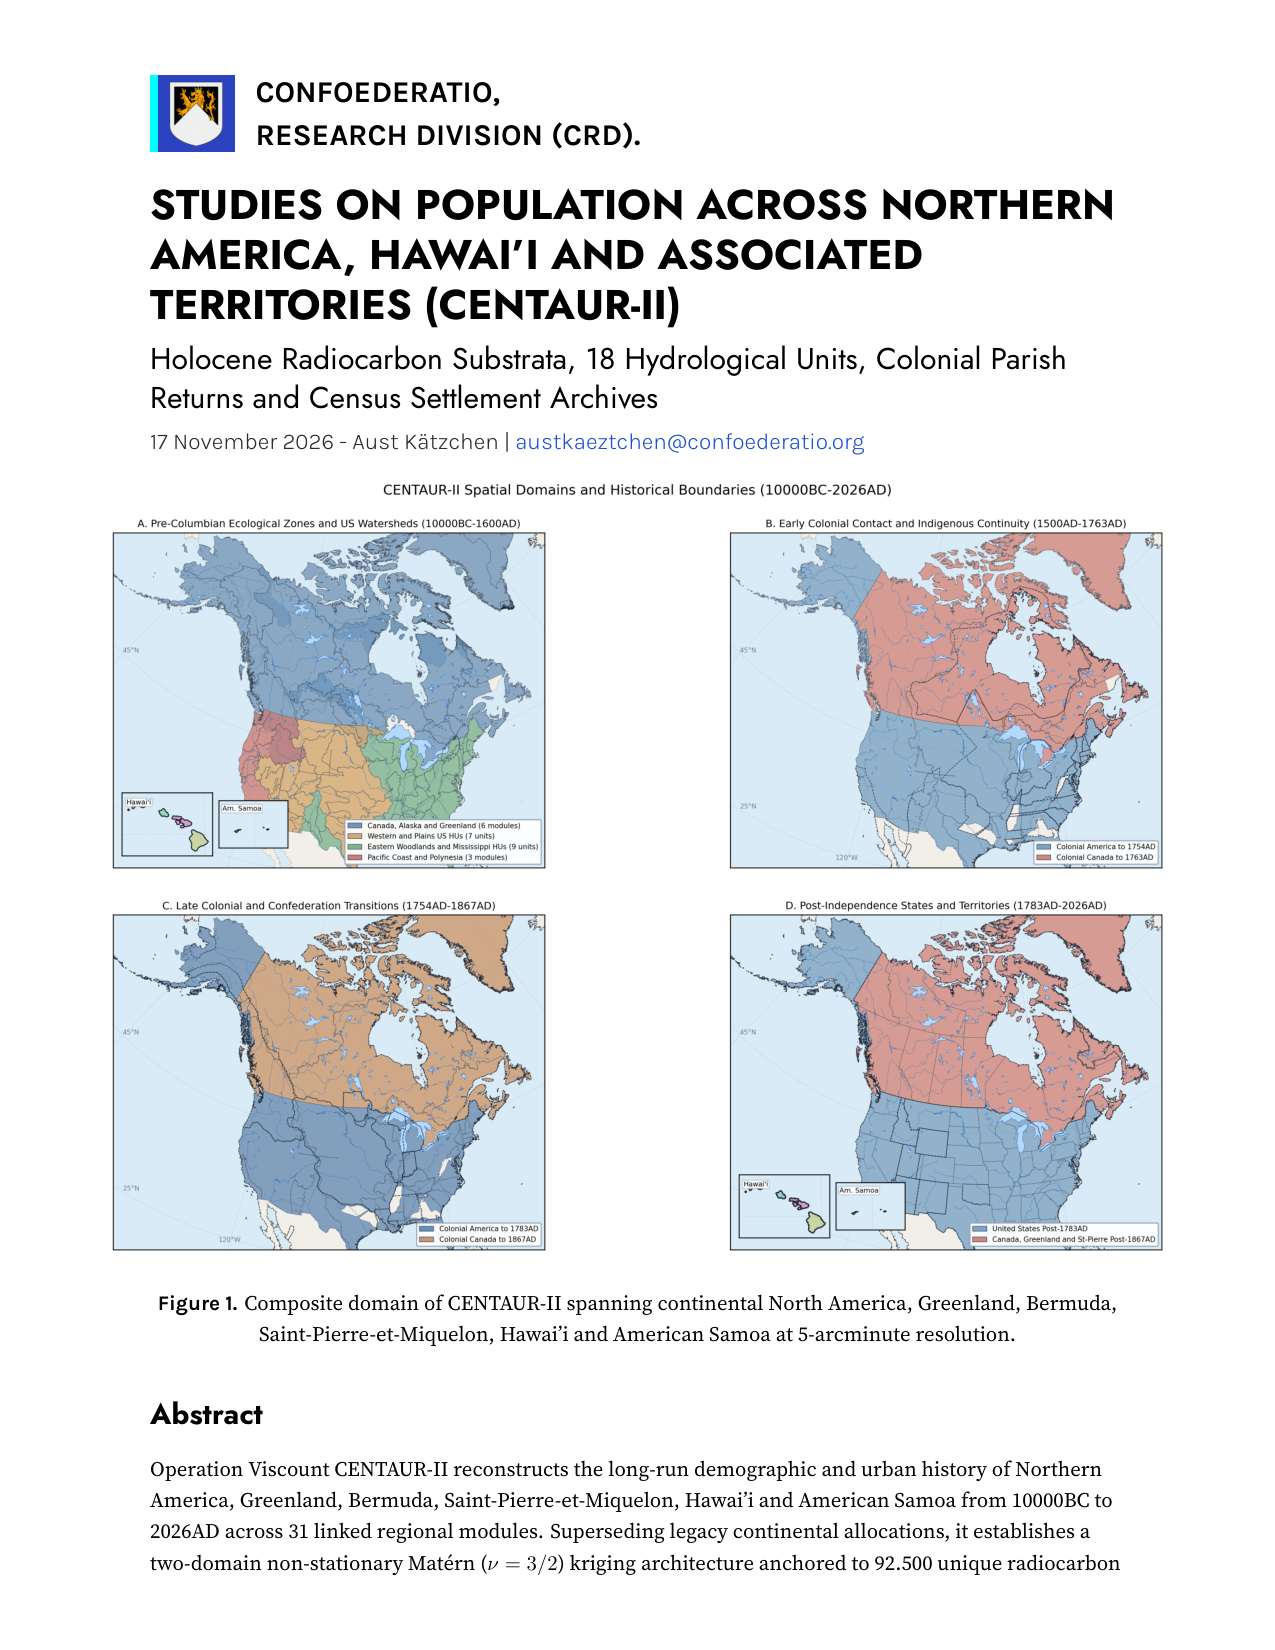 CONFOEDERATIO,
RESEARCH DIVISION (CRD).
STUDIES ON POPULATION ACROSS NORTHERN
AMERICA, HAWAI’I AND ASSOCIATED
TERRITORIES (CENTAUR-II)
Holocene Radiocarbon Substrata, 18 Hydrological Units, Colonial Parish
Returns and Census Settlement Archives
17 November 2026 - Aust Kätzchen | austkaeztchen@confoederatio.org
CENTAUR-II Spatial Domains and Historical Boundaries (10000BC-2026AD)
A. Pre-Columbian Ecological Zones and US Watersheds (10000BC-1600AD)
45°N
Hawai'i
Am. Samoa
Canada, Alaska and Greenland (6 modules)
Western and Plains US HUs (7 units)
Eastern Woodlands and Mississippi HUs (9 units)
Pacific Coast and Polynesia (3 modules)
B. Early Colonial Contact and Indigenous Continuity (1500AD-1763AD)
45°N
25°N
120°W
Colonial America to 1754AD
Colonial Canada to 1763AD
C. Late Colonial and Confederation Transitions (1754AD-1867AD)
45°N
25°N
120°W
Colonial America to 1783AD
Colonial Canada to 1867AD
D. Post-Independence States and Territories (1783AD-2026AD)
45°N
Hawai'i
Am. Samoa
United States Post-1783AD
Canada, Greenland and St-Pierre Post-1867AD
Figure 1. Composite domain of CENTAUR-II spanning continental North America, Greenland, Bermuda,
Saint-Pierre-et-Miquelon, Hawai’i and American Samoa at 5-arcminute resolution.
Abstract
Operation Viscount CENTAUR-II reconstructs the long-run demographic and urban history of Northern
America, Greenland, Bermuda, Saint-Pierre-et-Miquelon, Hawai’i and American Samoa from 10000BC to
2026AD across 31 linked regional modules. Superseding legacy continental allocations, it establishes a
two-domain non-stationary Matérn (ν = 3/2) kriging architecture anchored to 92.500 unique radiocarbon